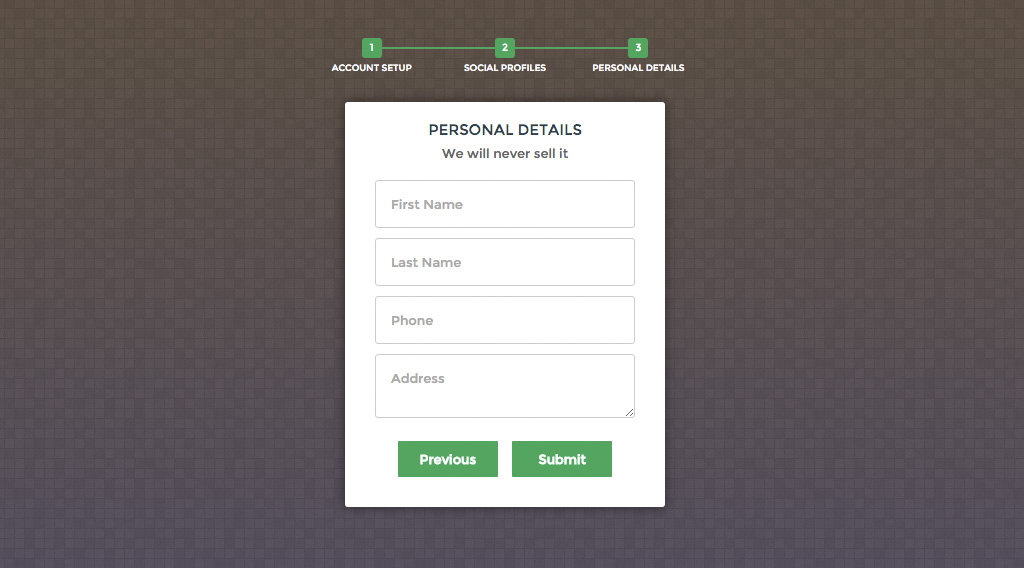 1 2 3
ACCOUNT SETUP SOCIAL PROFILES PERSONAL DETAILS
PERSONAL DETAILS
We will never sell it
First Name
Last Name
Phone
Address
Previous Submit